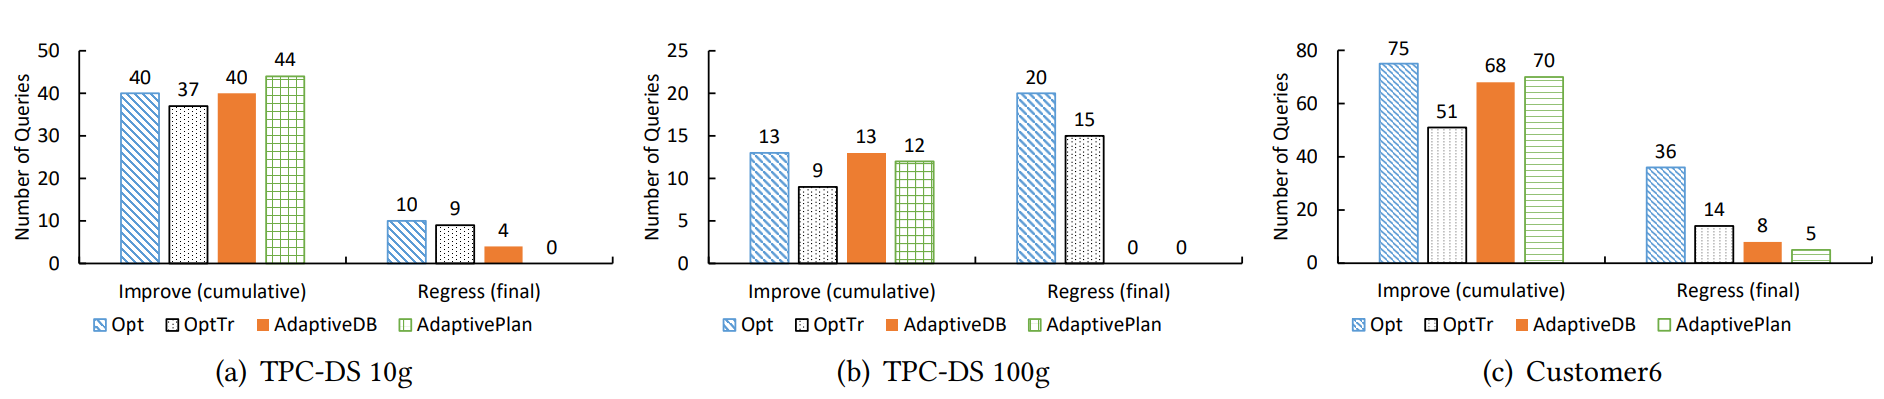 Number of Queries
50
40
30
20
10
0
40
37
40
44
10
9
4
0
Improve (cumulative)
Regress (final)
Opt
OptTr
AdaptiveDB
AdaptivePlan
(a) TPC-DS 10g
Number of Queries
25
20
15
10
5
0
13
9
13
12
20
15
0
0
Improve (cumulative)
Regress (final)
Opt
OptTr
AdaptiveDB
AdaptivePlan
(b) TPC-DS 100g
Number of Queries
80
60
40
20
0
75
51
68
70
36
14
8
5
Improve (cumulative)
Regress (final)
Opt
OptTr
AdaptiveDB
AdaptivePlan
(c) Customer6